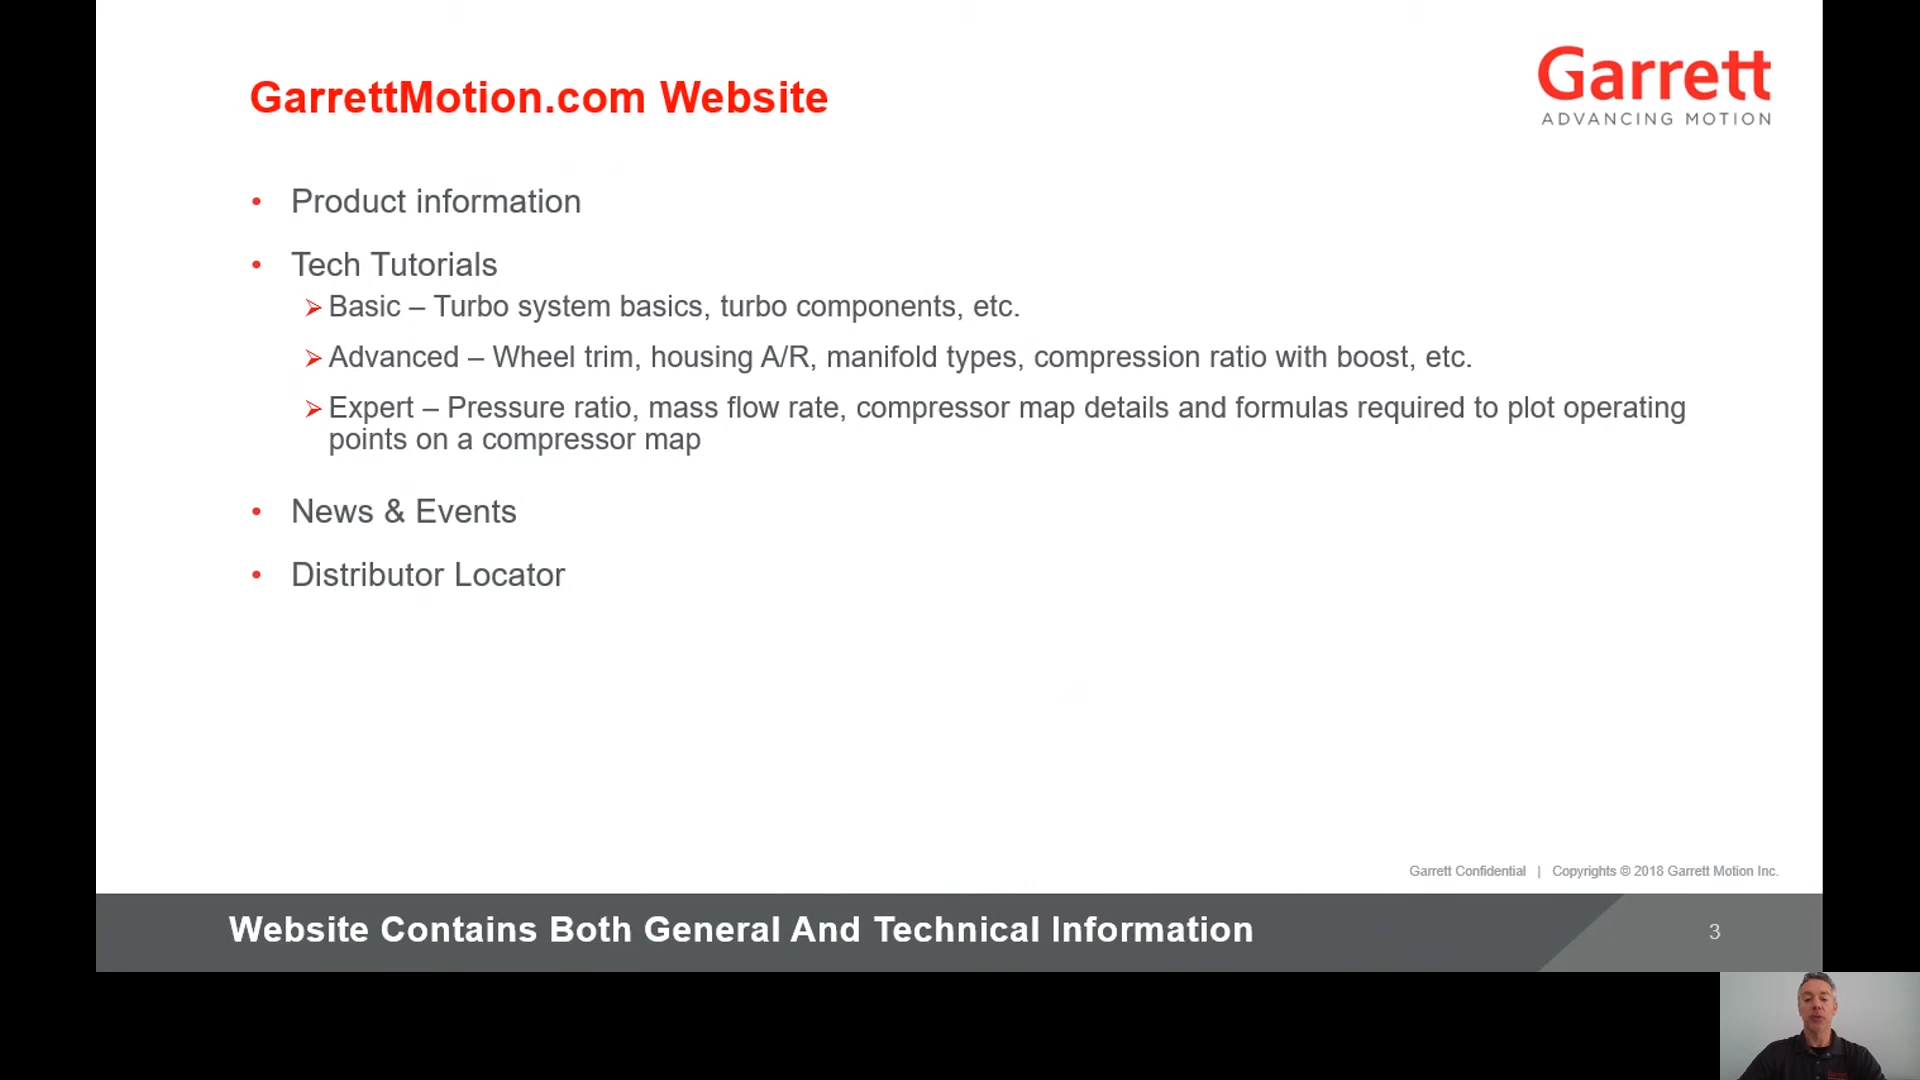 Garrett
ADVANCING MOTION
GarrettMotion.com Website
• Product information
• Tech Tutorials
➢ Basic – Turbo system basics, turbo components, etc.
➢ Advanced – Wheel trim, housing A/R, manifold types, compression ratio with boost, etc.
➢ Expert – Pressure ratio, mass flow rate, compressor map details and formulas required to plot operating
points on a compressor map
• News & Events
• Distributor Locator
Garrett Confidential | Copyrights © 2018 Garrett Motion Inc.
Website Contains Both General And Technical Information
3
Garrett